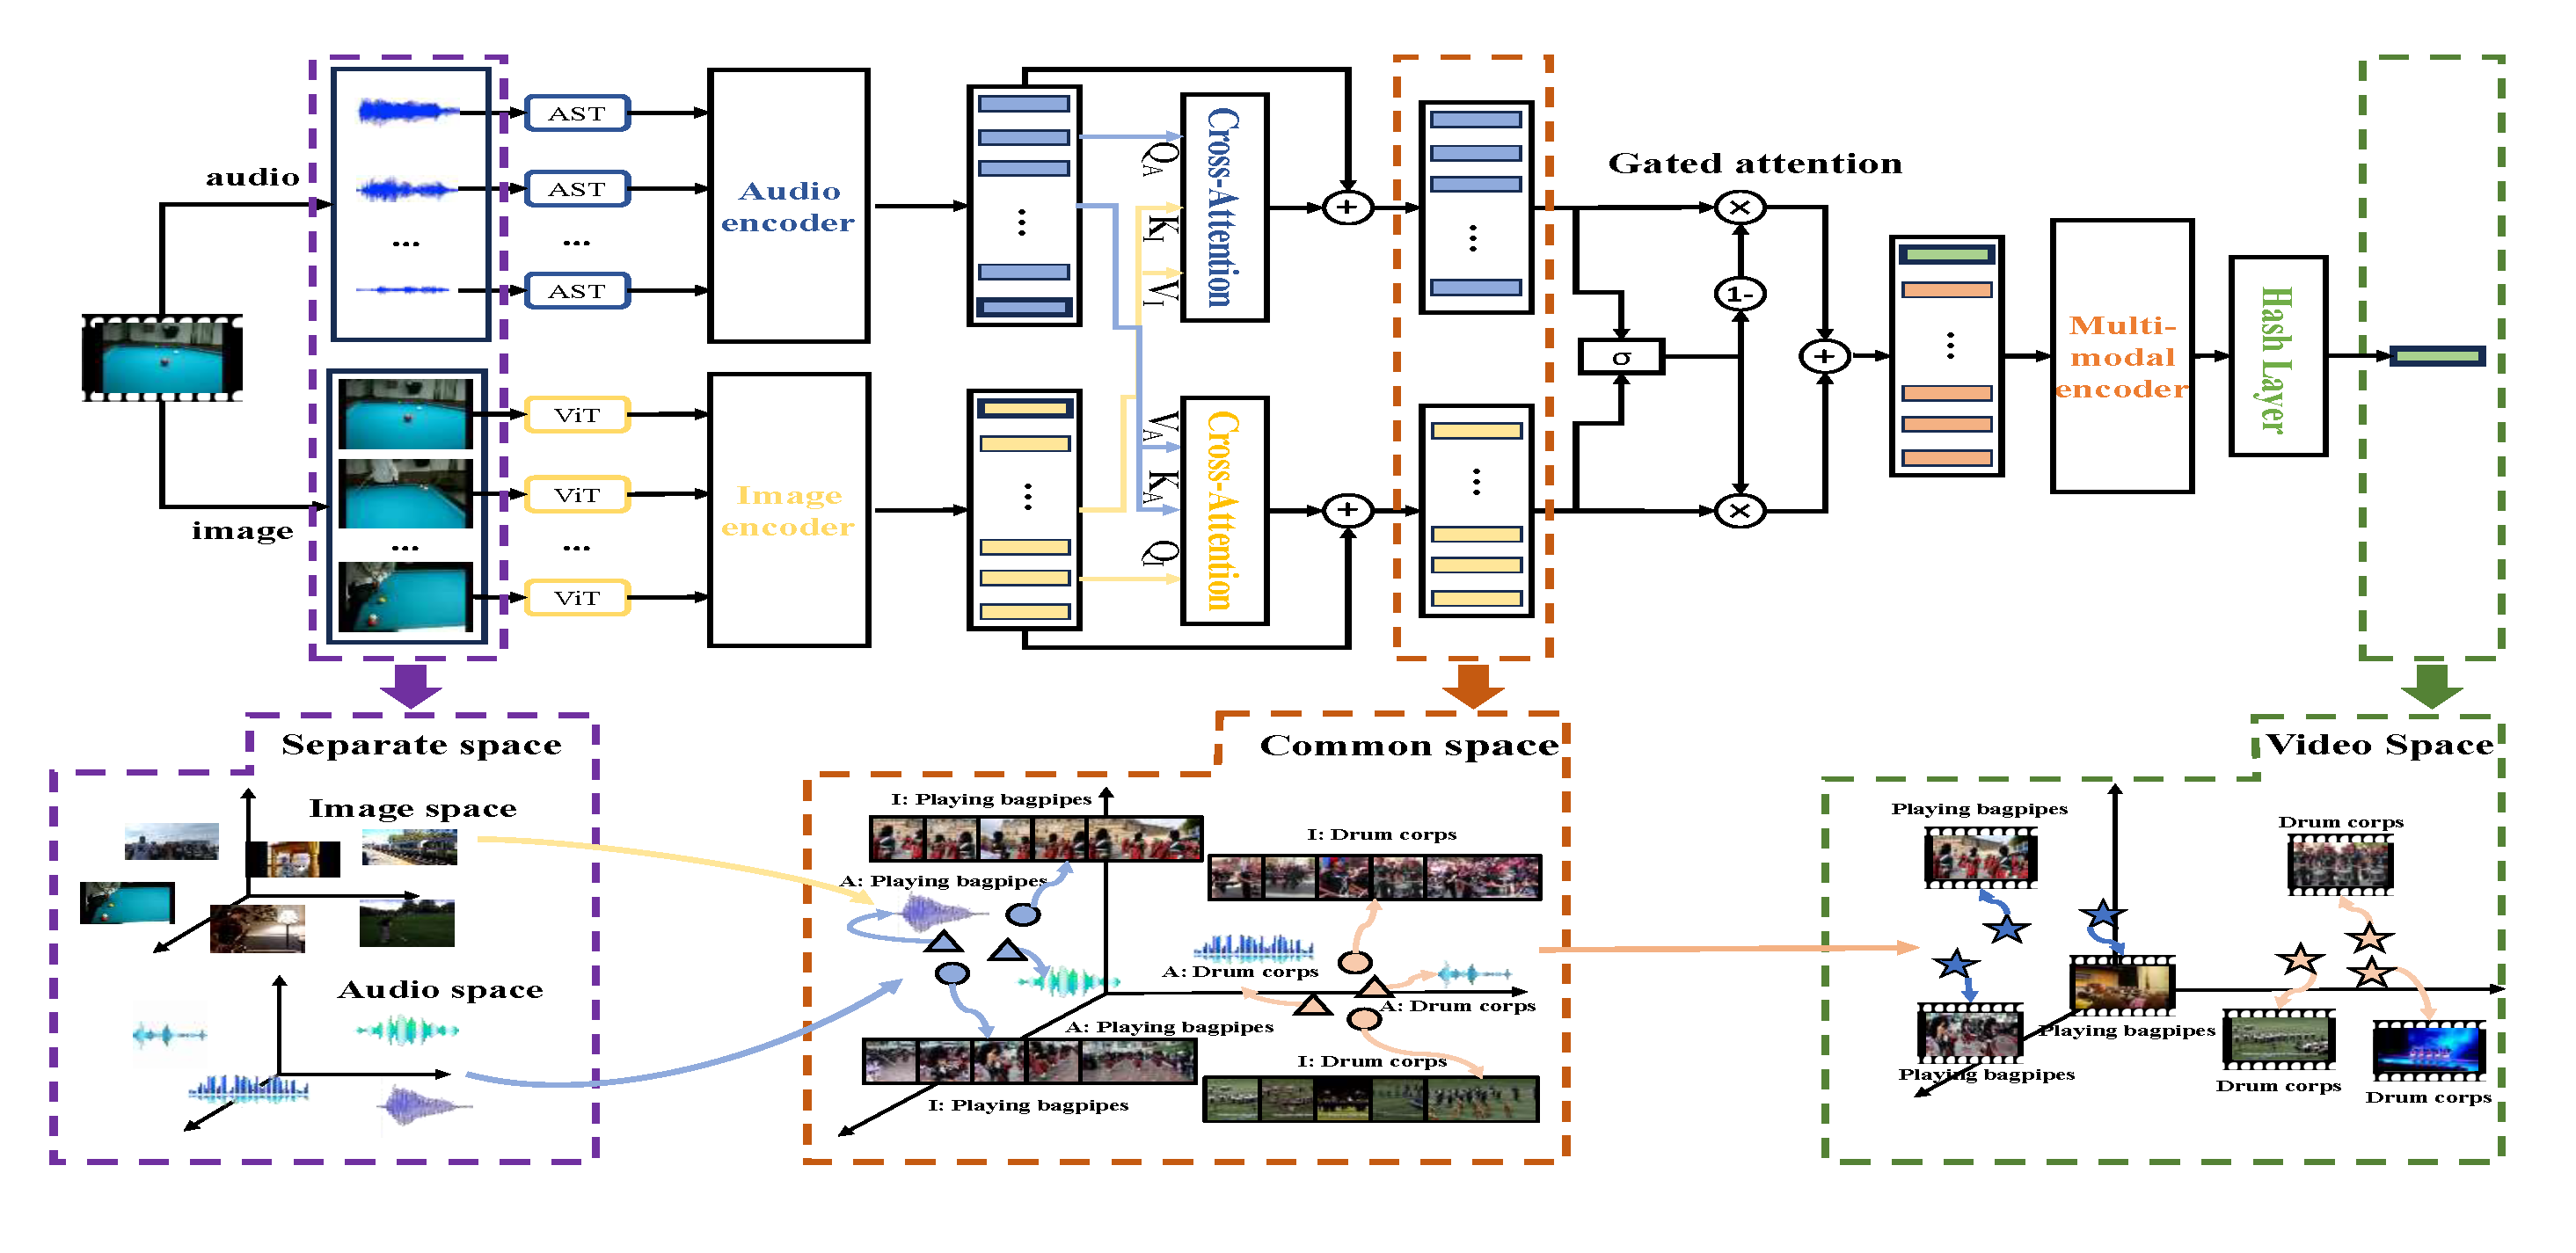 audio
image
...
...
AST
AST
...
AST
ViT
ViT
...
ViT
Audio
encoder
Image
encoder
...
...
Q_A
K_I
V_I
V_A
K_A
Q_I
Cross-Attention
Cross-Attention
+
+
...
...
Gated attention
×
1-
σ
×
+
...
Multi-
modal
encoder
Hash Layer
Separate space
Image space
Audio space
Common space
I: Playing bagpipes
I: Drum corps
A: Playing bagpipes
A: Drum corps
A: Drum corps
A: Playing bagpipes
I: Drum corps
I: Playing bagpipes
Video Space
Playing bagpipes
Drum corps
Playing bagpipes
Playing bagpipes
Drum corps
Drum corps